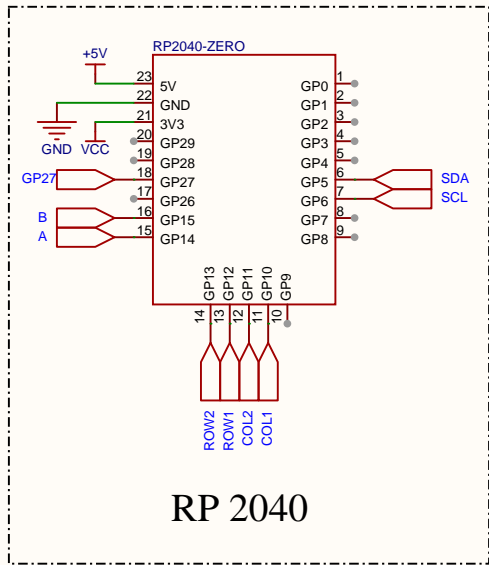 +5V
RP2040-ZERO
23 5V GP0 1
22 GND GP1 2
21 3V3 GP2 3
20 GP29 GP3 4
19 GP28 GP4 5
18 GP27 GP5 6
17 GP26 GP6 7
16 GP15 GP7 8
15 GP14 GP8 9
GND VCC
GP27
B
A
SDA
SCL
GP13 GP12 GP11 GP10 GP9
14 13 12 11 10
ROW2 ROW1 COL2 COL1
RP 2040